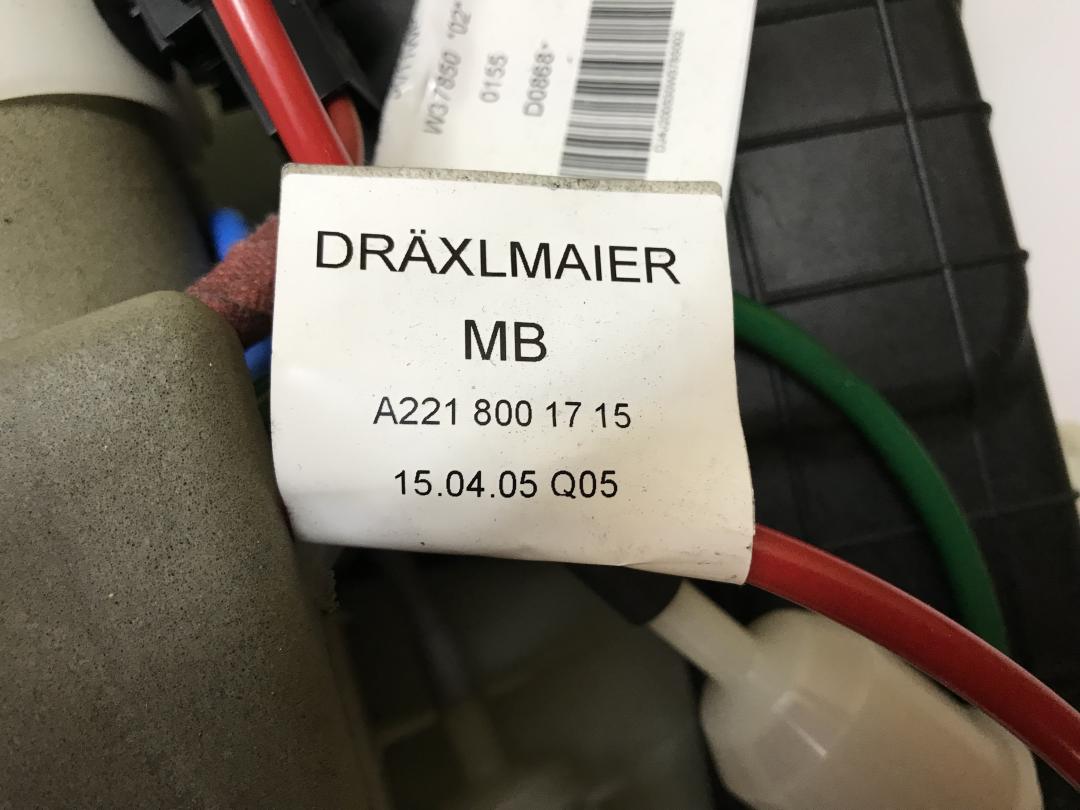 W37850 "02"
0155
D0868*
DRÄXLMAIER
MB
A221 800 17 15
15.04.05 Q05